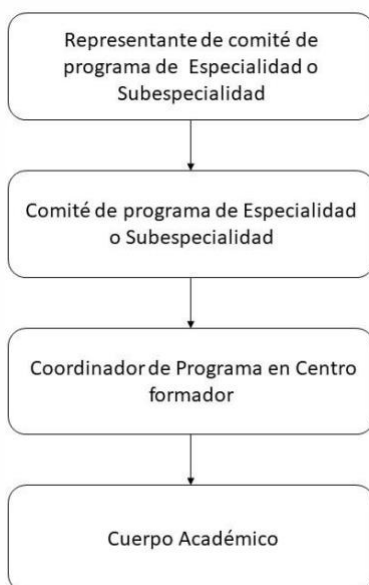 Representante de comité de
programa de Especialidad o
Subespecialidad
Comité de programa de Especialidad
o Subespecialidad
Coordinador de Programa en Centro
formador
Cuerpo Académico